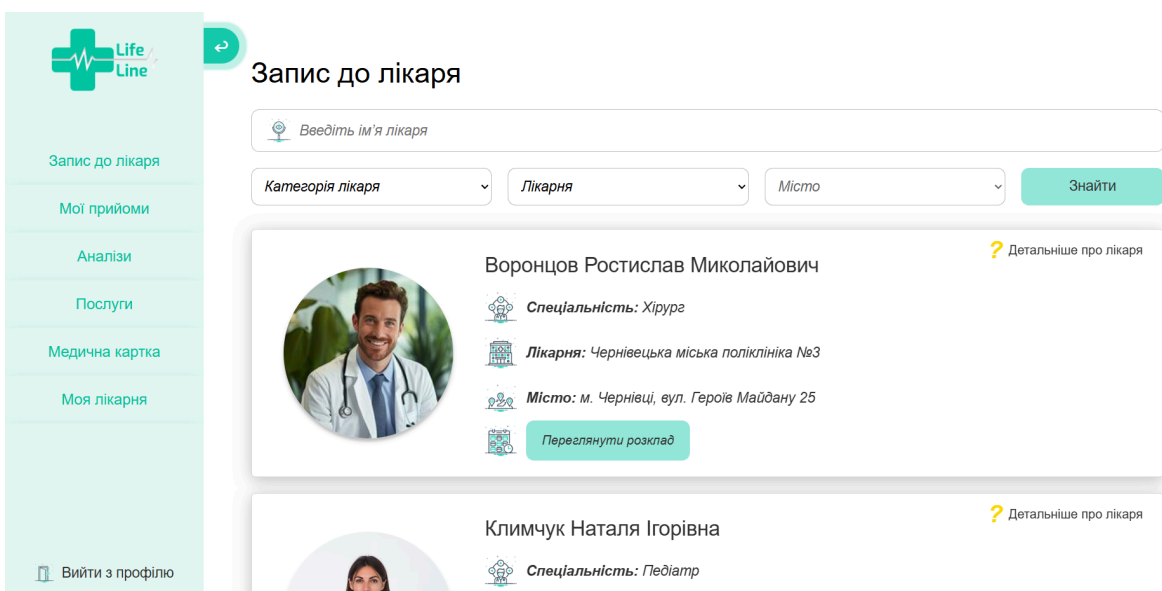 Life
Line
Запис до лікаря
Мої прийоми
Аналізи
Послуги
Медична картка
Моя лікарня
Вийти з профілю
Запис до лікаря
Введіть ім’я лікаря
Категорія лікаря
Лікарня
Місто
Знайти
? Детальніше про лікаря
Воронцов Ростислав Миколайович
Спеціальність: Хірург
Лікарня: Чернівецька міська поліклініка №3
Місто: м. Чернівці, вул. Героїв Майдану 25
Переглянути розклад
? Детальніше про лікаря
Климчук Наталя Ігорівна
Спеціальність: Педіатр